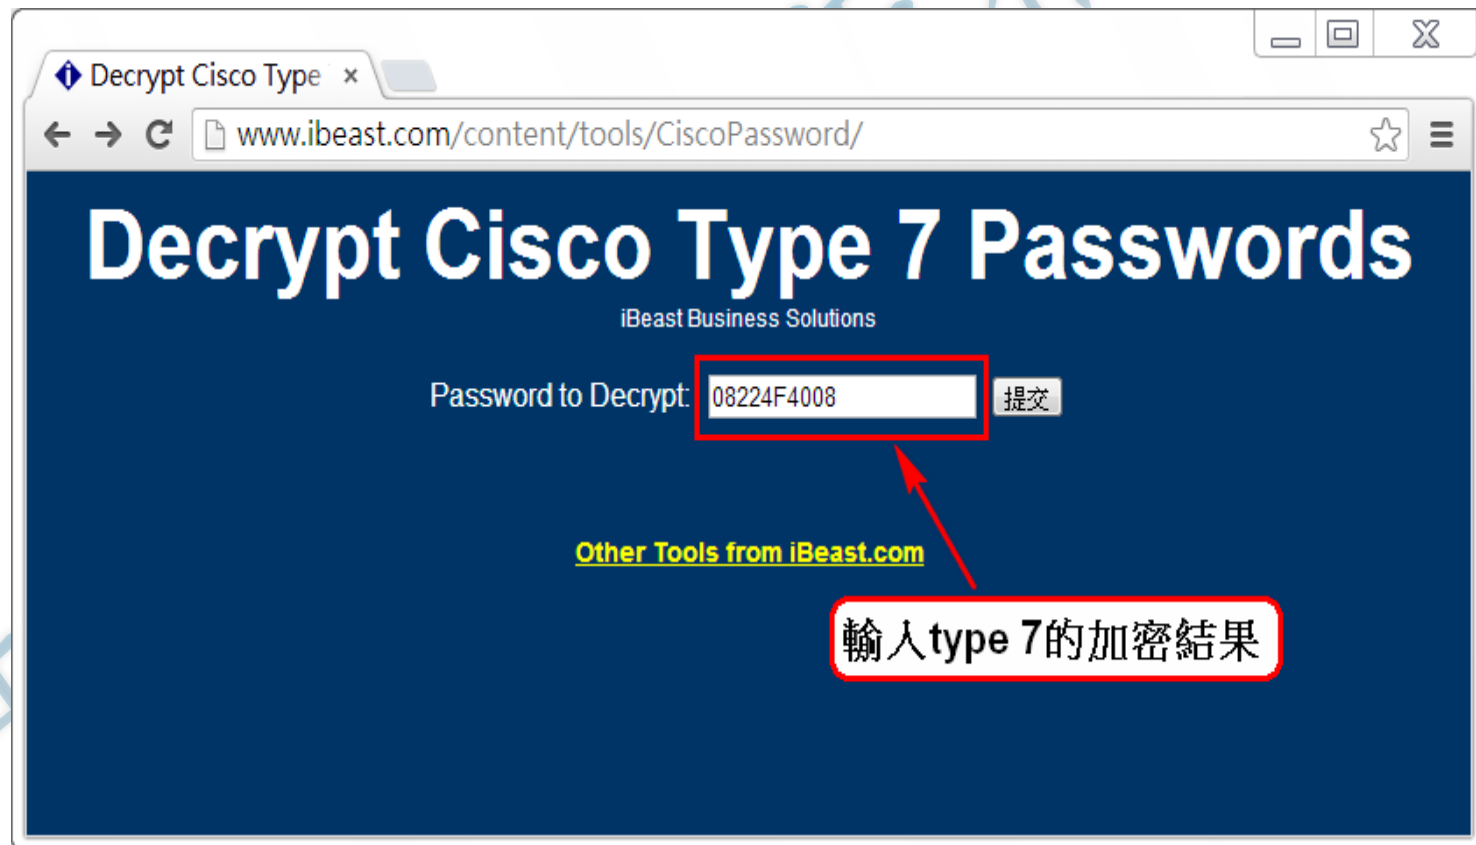 Decrypt Cisco Type
www.ibeast.com/content/tools/CiscoPassword/
Decrypt Cisco Type 7 Passwords
iBeast Business Solutions
Password to Decrypt: 08224F4008 提交
Other Tools from iBeast.com
輸入type 7的加密結果